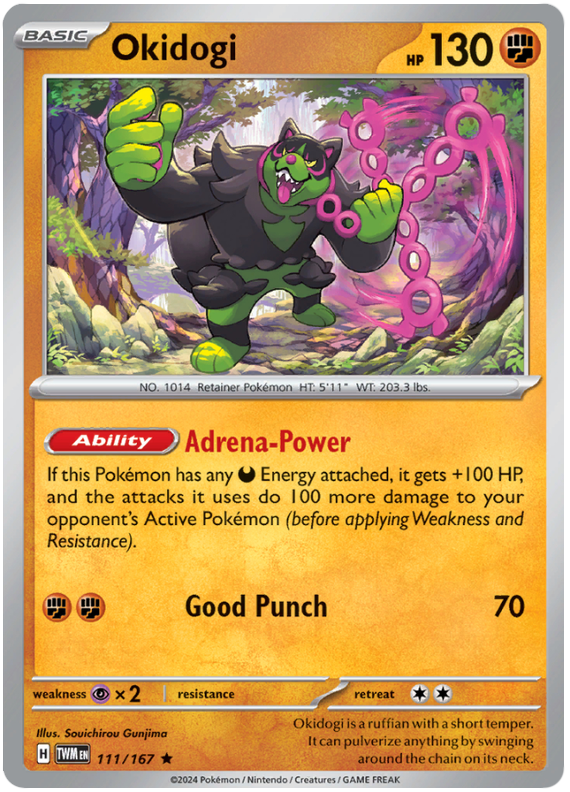 BASIC Okidogi HP 130
NO. 1014 Retainer Pokémon HT: 5'11" WT: 203.3 lbs.
Ability Adrena-Power
If this Pokémon has any Energy attached, it gets +100 HP,
and the attacks it uses do 100 more damage to your
opponent's Active Pokémon (before applying Weakness and
Resistance).
Good Punch 70
weakness ×2 resistance retreat
Illus. Souichirou Gunjima
H TWM EN 111/167 ★
Okidogi is a ruffian with a short temper.
It can pulverize anything by swinging
around the chain on its neck.
©2024 Pokémon / Nintendo / Creatures / GAME FREAK